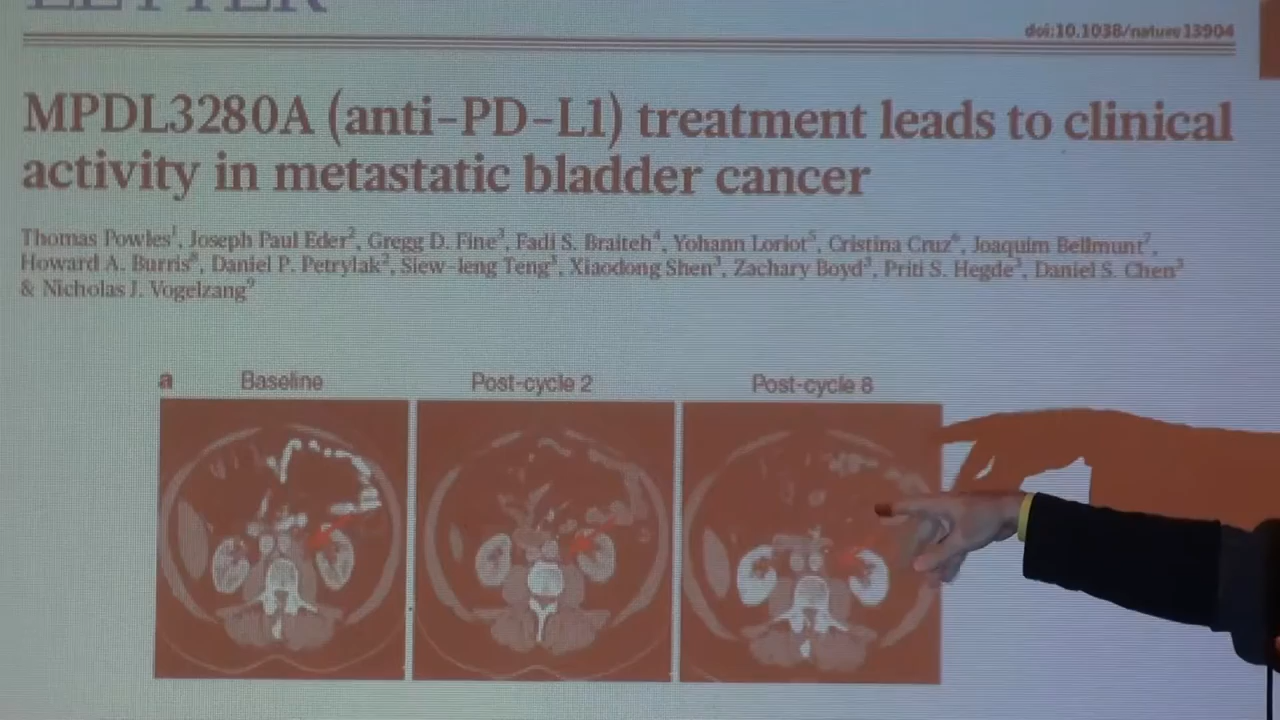 LETTER
doi:10.1038/nature13904
MPDL3280A (anti-PD-L1) treatment leads to clinical
activity in metastatic bladder cancer
Thomas Powles¹, Joseph Paul Eder², Gregg D. Fine³, Fadi S. Braiteh⁴, Yohann Loriot⁵, Cristina Cruz⁶, Joaquim Bellmunt⁷,
Howard A. Burris⁸, Daniel P. Petrylak², Siew-leng Teng³, Xiaodong Shen³, Zachary Boyd³, Priti S. Hegde³, Daniel S. Chen³
& Nicholas J. Vogelzang⁹
a Baseline Post-cycle 2 Post-cycle 8